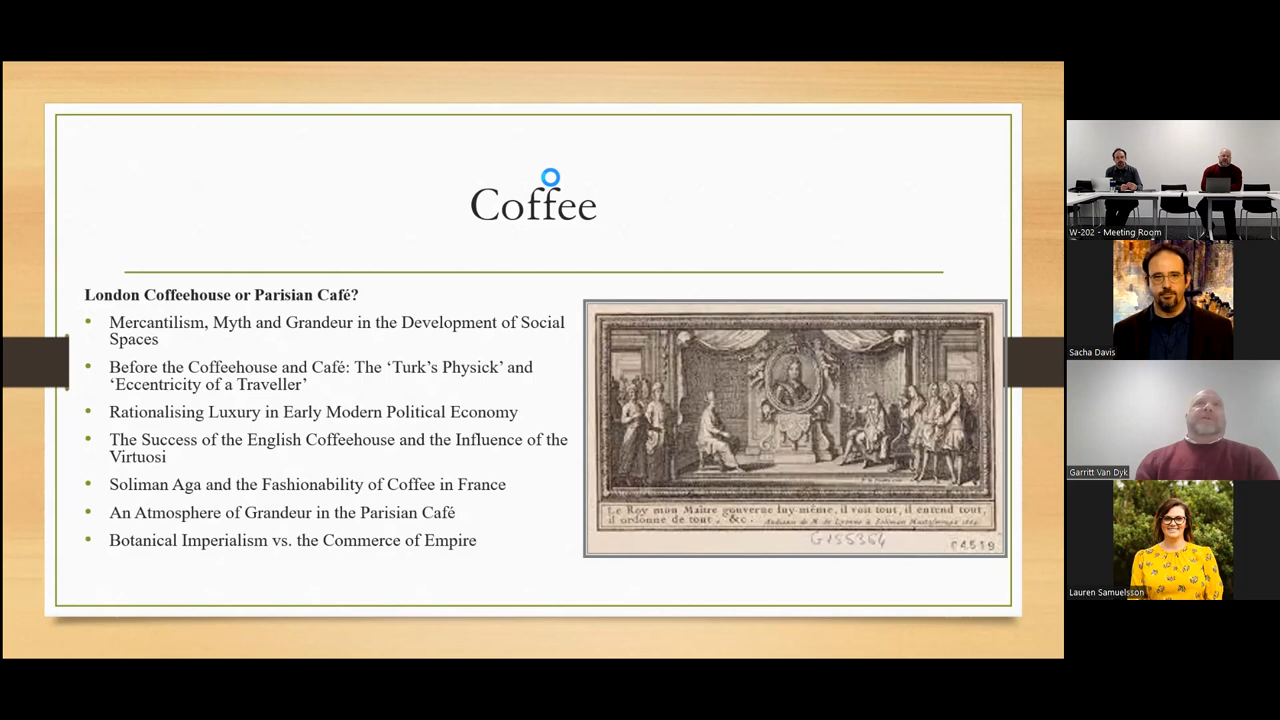 Coffee
London Coffeehouse or Parisian Café?
• Mercantilism, Myth and Grandeur in the Development of Social
Spaces
• Before the Coffeehouse and Café: The ‘Turk’s Physick’ and
‘Eccentricity of a Traveller’
• Rationalising Luxury in Early Modern Political Economy
• The Success of the English Coffeehouse and the Influence of the
Virtuosi
• Soliman Aga and the Fashionability of Coffee in France
• An Atmosphere of Grandeur in the Parisian Café
• Botanical Imperialism vs. the Commerce of Empire
Le Roy mon Maitre gouverne luy-même, il voit tout, il entend tout,
il ordonne de tout, &c.
G155364
W-202 - Meeting Room
Sacha Davis
Garritt Van Dyk
Lauren Samuelsson